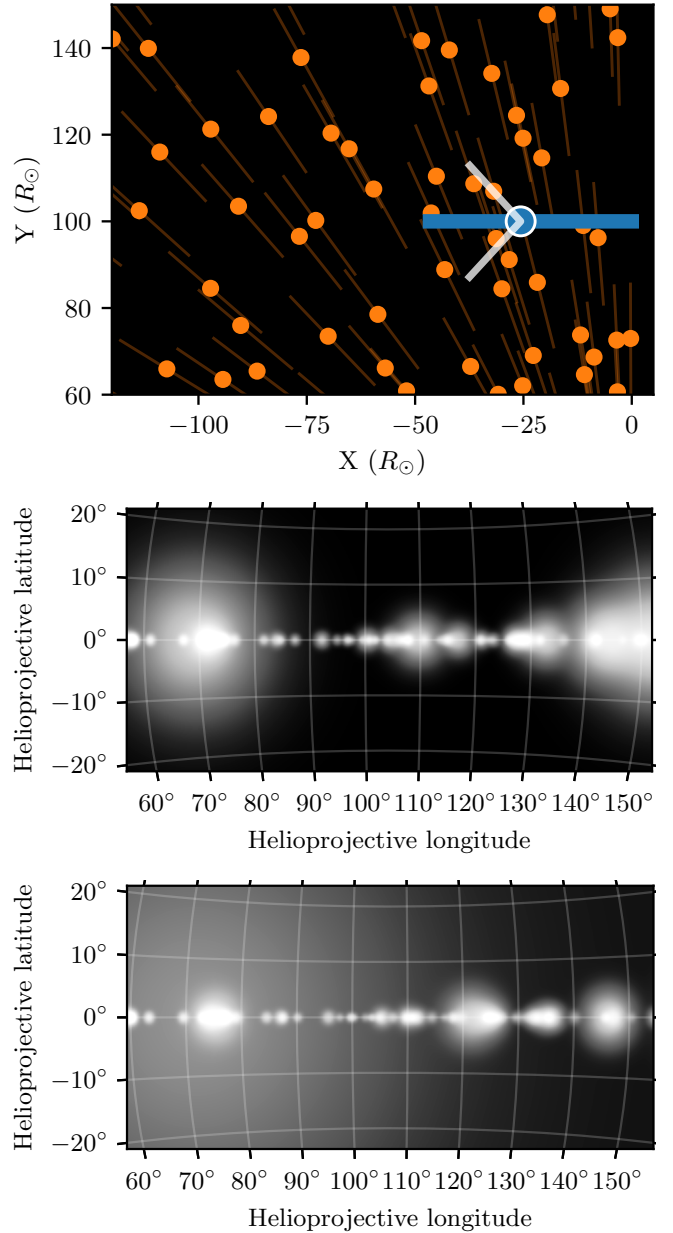 140
120
100
80
60
Y (R⊙)
−100 −75 −50 −25 0
X (R⊙)
20°
10°
0°
−10°
−20°
Helioprojective latitude
60° 70° 80° 90° 100° 110° 120° 130° 140° 150°
Helioprojective longitude
20°
10°
0°
−10°
−20°
Helioprojective latitude
60° 70° 80° 90° 100° 110° 120° 130° 140° 150°
Helioprojective longitude